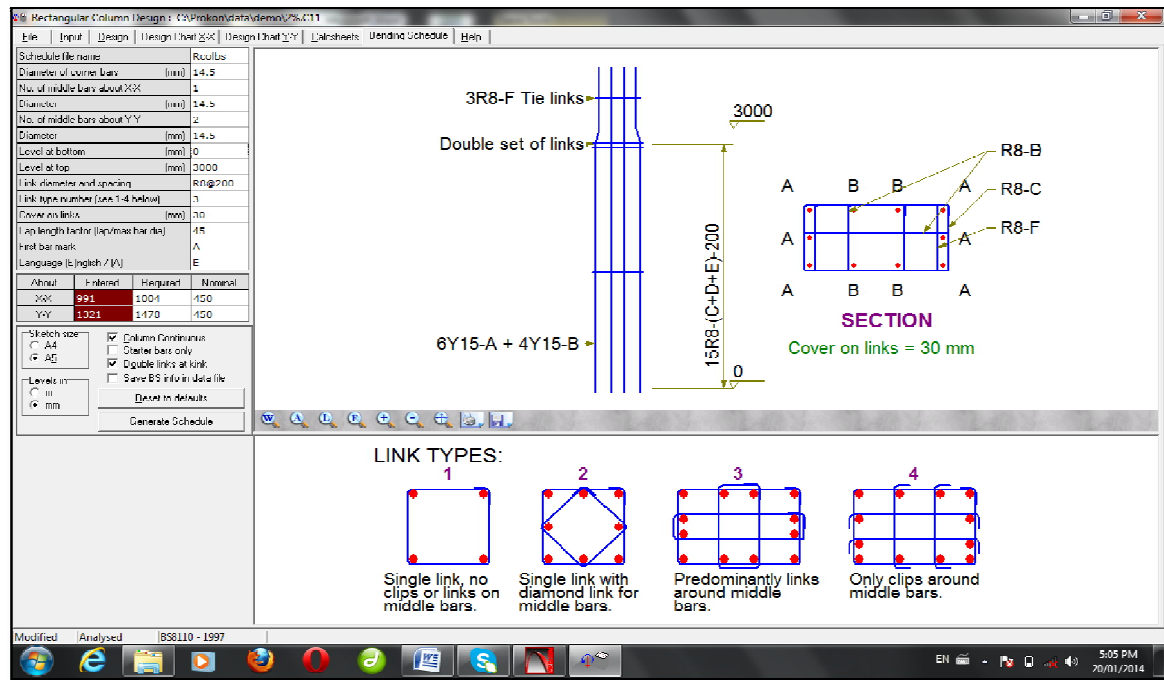 Rectangular Column Design : C:\Prokon\data\demo\2%.C11
File Input Design Design Chart X-X Design Chart Y-Y Calcsheets Bending Schedule Help
Schedule file name Roolbs
Diameter of corner bars (mm) 14.5
No. of middle bars about X-X 1
Diameter (mm) 14.5
No. of middle bars about Y-Y 2
Diameter (mm) 14.5
Level at bottom (mm) 0
Level at top (mm) 3000
Link diameter and spacing R8@200
Link type number (see 1-4 below) 3
Cover on links (mm) 30
Lap length factor (lap/max bar dia) 45
First bar mark A
Language (E)nglish / (A) E
About Entered Required Nominal
X-X 991 1004 450
Y-Y 1321 1470 450
Sketch size
A4
A5
Column Continuous
Starter bars only
Double links at kink
Save BS info in data file
Levels in
m
mm
Reset to defaults
Generate Schedule
3R8-F Tie links
Double set of links
6Y15-A + 4Y15-B
3000
15R8-(C+D+E)-200
0
A B B A
A A
A B B A
R8-B
R8-C
R8-F
SECTION
Cover on links = 30 mm
W A L R
LINK TYPES:
1 2 3 4
Single link, no
clips or links on
middle bars.
Single link with
diamond link for
middle bars.
Predominantly links
around middle
bars.
Only clips around
middle bars.
Modified Analysed BS8110 - 1997
EN
5:05 PM
20/01/2014